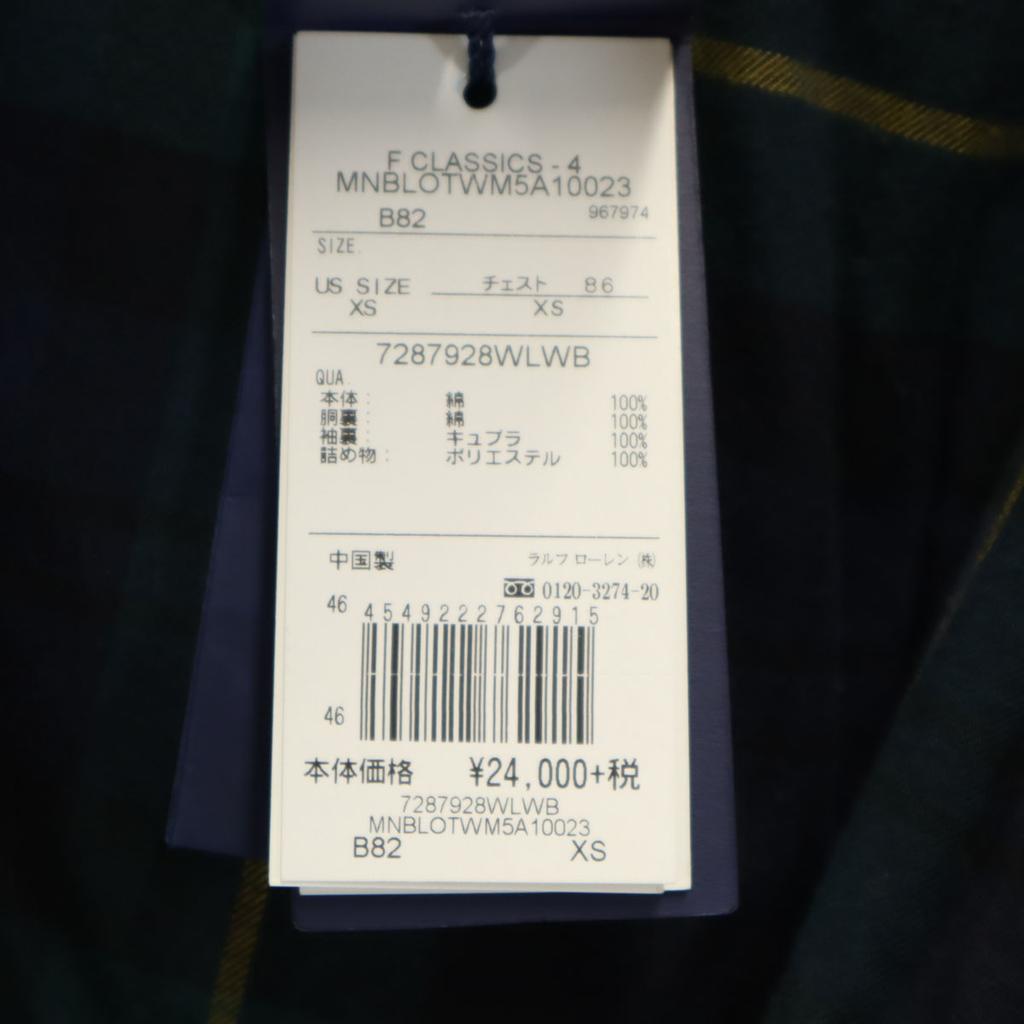 F CLASSICS - 4
MNBLOTWM5A10023
B82 967974
SIZE.
US SIZE チェスト 86
XS XS
7287928WLWB
QUA.
本体: 綿 100%
胴裏: 綿 100%
袖裏: キュプラ 100%
詰め物: ポリエステル 100%
中国製 ラルフ ローレン ㈱
0120-3274-20
46 4549222762915
46
本体価格 ¥24,000+税
7287928WLWB
MNBLOTWM5A10023
B82 XS